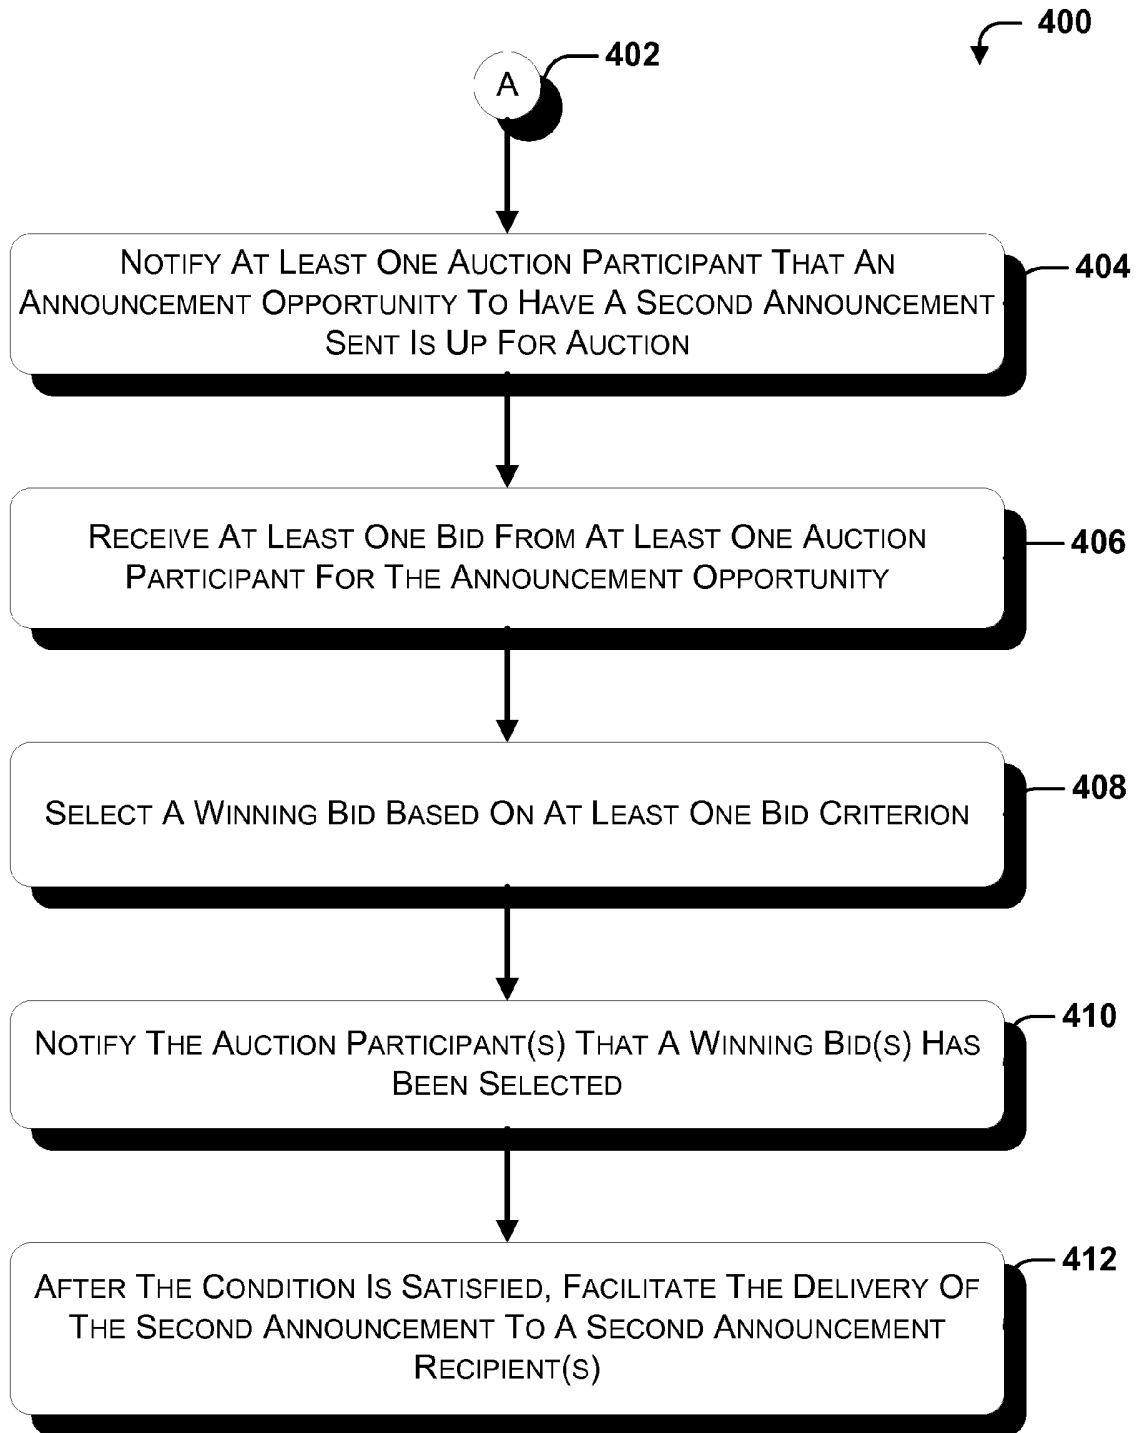 400
A
402
NOTIFY AT LEAST ONE AUCTION PARTICIPANT THAT AN
ANNOUNCEMENT OPPORTUNITY TO HAVE A SECOND ANNOUNCEMENT
SENT IS UP FOR AUCTION
404
RECEIVE AT LEAST ONE BID FROM AT LEAST ONE AUCTION
PARTICIPANT FOR THE ANNOUNCEMENT OPPORTUNITY
406
SELECT A WINNING BID BASED ON AT LEAST ONE BID CRITERION
408
NOTIFY THE AUCTION PARTICIPANT(S) THAT A WINNING BID(S) HAS
BEEN SELECTED
410
AFTER THE CONDITION IS SATISFIED, FACILITATE THE DELIVERY OF
THE SECOND ANNOUNCEMENT TO A SECOND ANNOUNCEMENT
RECIPIENT(S)
412